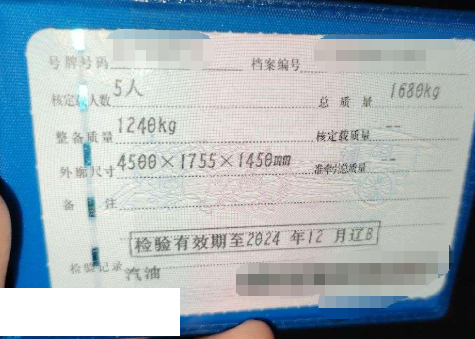 号牌号码 档案编号
核定载人数 5人 总质量 1680kg
整备质量 1240kg 核定载质量 --
外廓尺寸 4500×1755×1450mm 准牵引总质量 --
备注
检验有效期至2024 年12 月辽B
检验记录 汽油